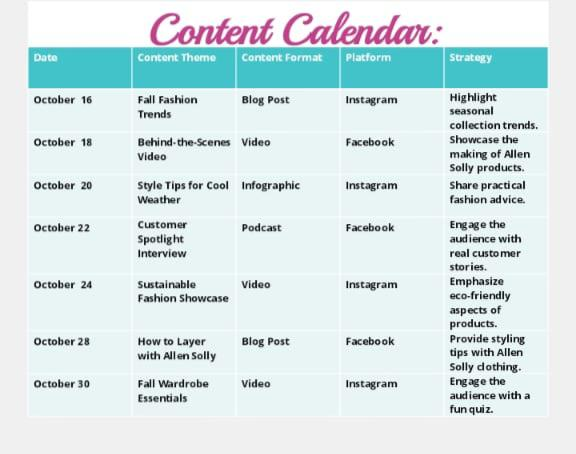 Content Calendar:
Date Content Theme Content Format Platform Strategy
October 16 Fall Fashion Trends Blog Post Instagram Highlight seasonal collection trends.
October 18 Behind-the-Scenes Video Video Facebook Showcase the making of Allen Solly products.
October 20 Style Tips for Cool Weather Infographic Instagram Share practical fashion advice.
October 22 Customer Spotlight Interview Podcast Facebook Engage the audience with real customer stories.
October 24 Sustainable Fashion Showcase Video Instagram Emphasize eco-friendly aspects of products.
October 28 How to Layer with Allen Solly Blog Post Facebook Provide styling tips with Allen Solly clothing.
October 30 Fall Wardrobe Essentials Video Instagram Engage the audience with a fun quiz.